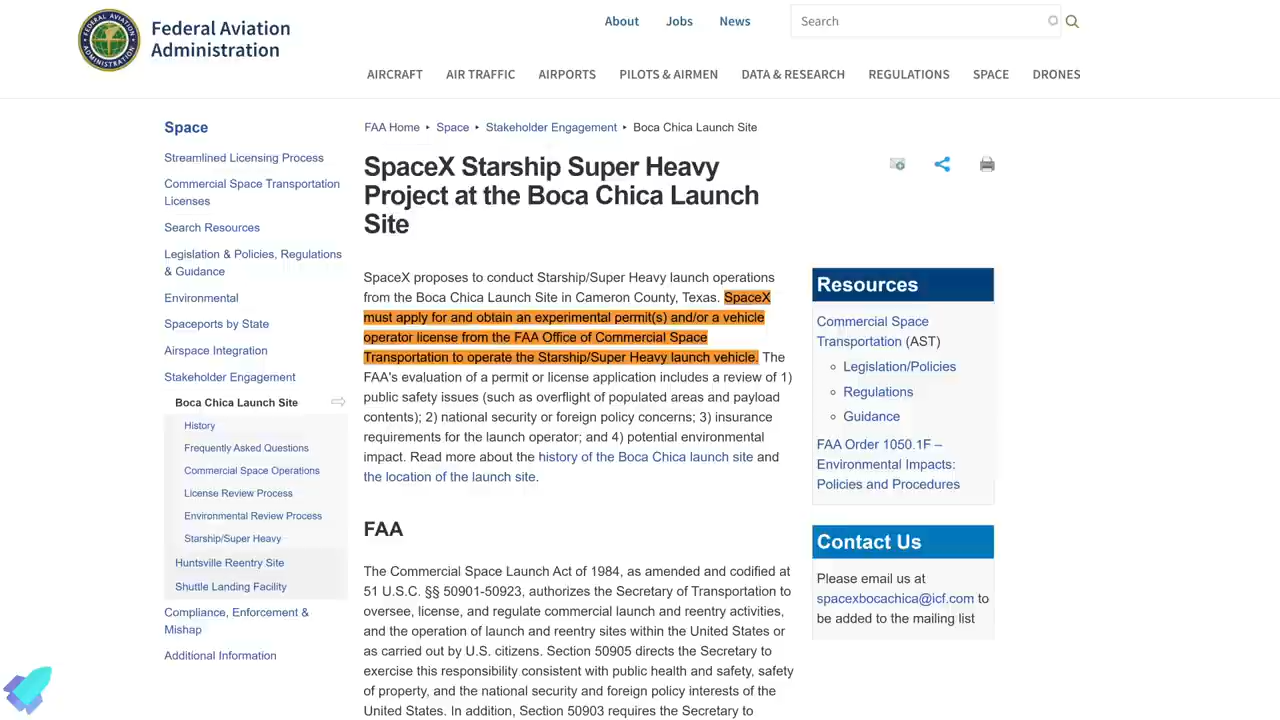 Federal Aviation
Administration
About
Jobs
News
Search
AIRCRAFT
AIR TRAFFIC
AIRPORTS
PILOTS & AIRMEN
DATA & RESEARCH
REGULATIONS
SPACE
DRONES
Space
Streamlined Licensing Process
Commercial Space Transportation
Licenses
Search Resources
Legislation & Policies, Regulations
& Guidance
Environmental
Spaceports by State
Airspace Integration
Stakeholder Engagement
Boca Chica Launch Site
History
Frequently Asked Questions
Commercial Space Operations
License Review Process
Environmental Review Process
Starship/Super Heavy
Huntsville Reentry Site
Shuttle Landing Facility
Compliance, Enforcement &
Mishap
Additional Information
FAA Home ▸ Space ▸ Stakeholder Engagement ▸ Boca Chica Launch Site
SpaceX Starship Super Heavy
Project at the Boca Chica Launch
Site
SpaceX proposes to conduct Starship/Super Heavy launch operations
from the Boca Chica Launch Site in Cameron County, Texas. SpaceX
must apply for and obtain an experimental permit(s) and/or a vehicle
operator license from the FAA Office of Commercial Space
Transportation to operate the Starship/Super Heavy launch vehicle. The
FAA's evaluation of a permit or license application includes a review of 1)
public safety issues (such as overflight of populated areas and payload
contents); 2) national security or foreign policy concerns; 3) insurance
requirements for the launch operator; and 4) potential environmental
impact. Read more about the history of the Boca Chica launch site and
the location of the launch site.
FAA
The Commercial Space Launch Act of 1984, as amended and codified at
51 U.S.C. §§ 50901-50923, authorizes the Secretary of Transportation to
oversee, license, and regulate commercial launch and reentry activities,
and the operation of launch and reentry sites within the United States or
as carried out by U.S. citizens. Section 50905 directs the Secretary to
exercise this responsibility consistent with public health and safety, safety
of property, and the national security and foreign policy interests of the
United States. In addition, Section 50903 requires the Secretary to
Resources
Commercial Space
Transportation (AST)
Legislation/Policies
Regulations
Guidance
FAA Order 1050.1F –
Environmental Impacts:
Policies and Procedures
Contact Us
Please email us at
spacexbocachica@icf.com to
be added to the mailing list